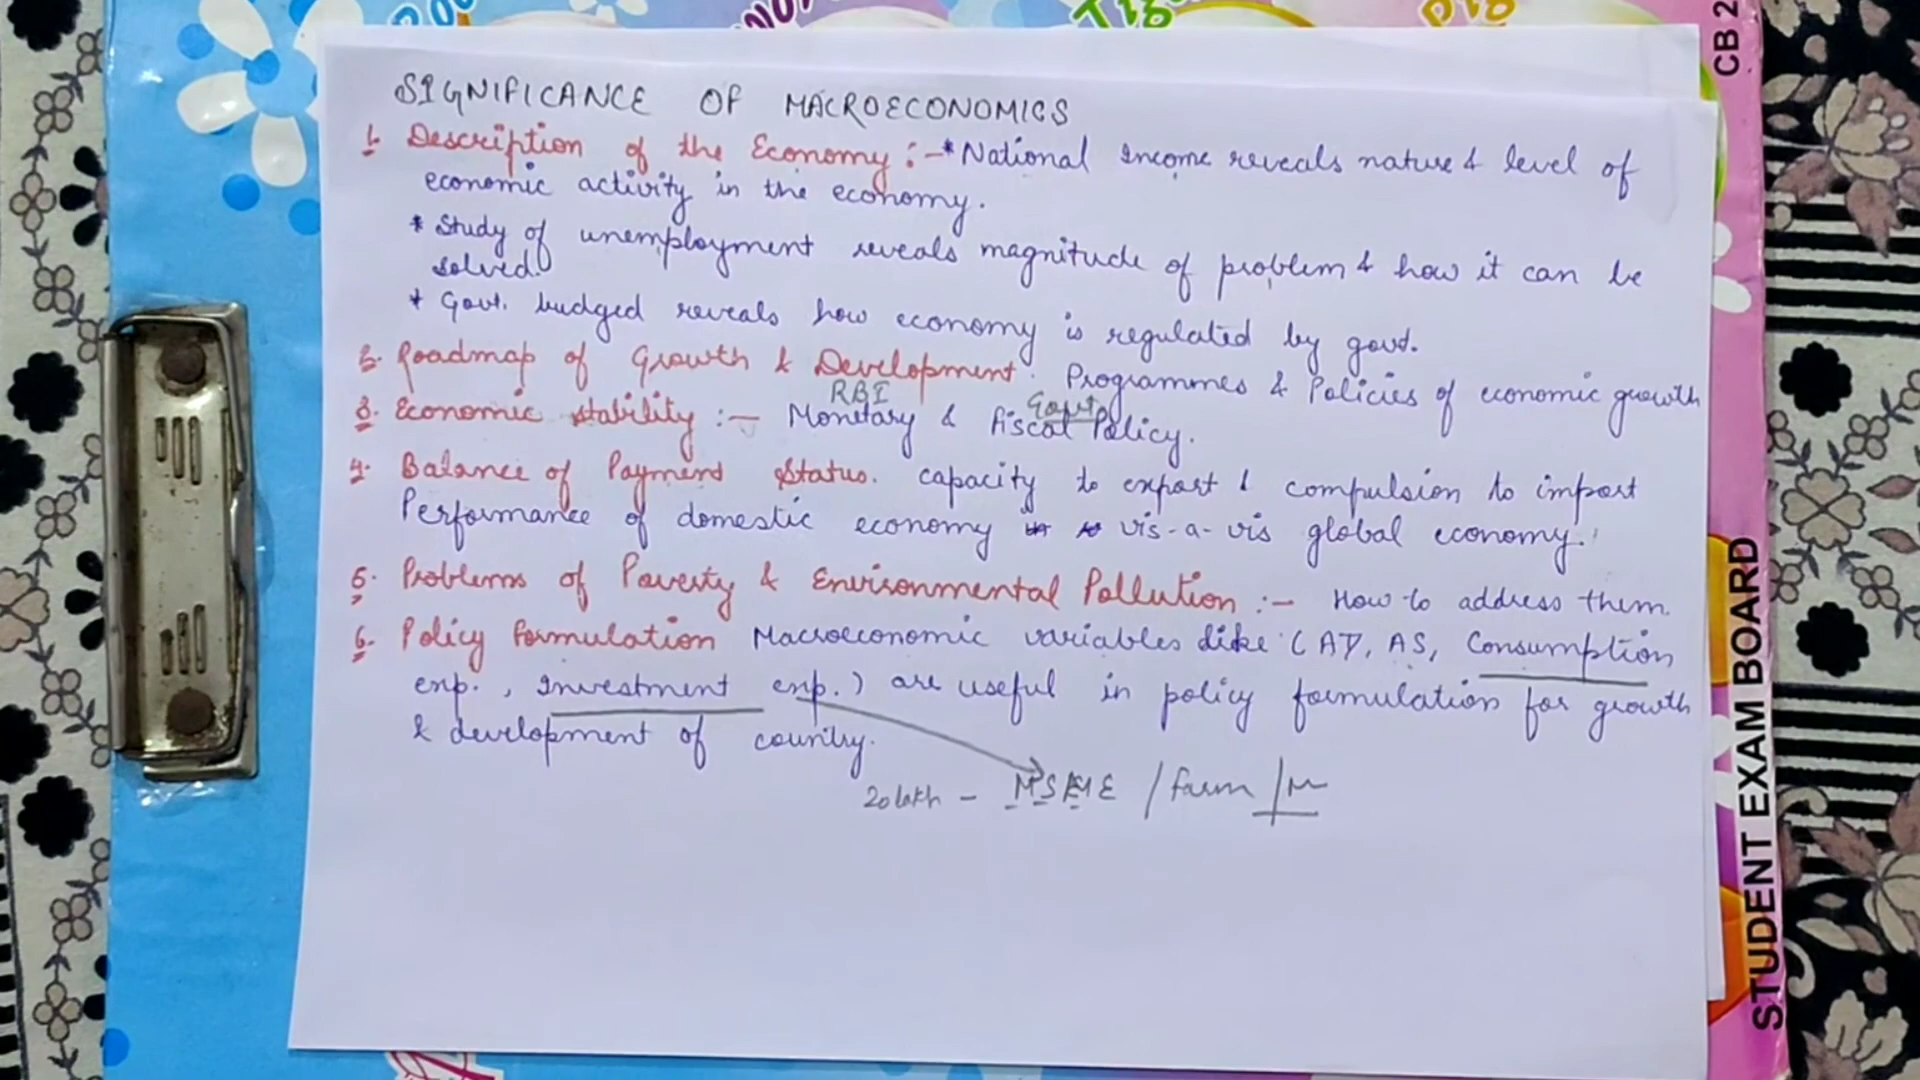 SIGNIFICANCE OF MACROECONOMICS
1. Description of the Economy :- * National Income reveals nature & level of
economic activity in the economy.
* Study of unemployment reveals magnitude of problem & how it can be
solved.
* Govt. budged reveals how economy is regulated by govt.
2. Roadmap of Growth & Development. Programmes & Policies of economic growth
RBI Govt
3. Economic stability :- Monetary & Fiscal Policy.
4. Balance of Payment Status. capacity to export & compulsion to import
Performance of domestic economy vis-a-vis global economy.
5. Problems of Poverty & Environmental Pollution :- How to address them
6. Policy Formulation Macroeconomic variables like (AD, AS, Consumption
exp., Investment exp.) are useful in policy formulation for growth
& development of country.
20 lakh - MSME / Farm /
STUDENT EXAM BOARD
CB 2